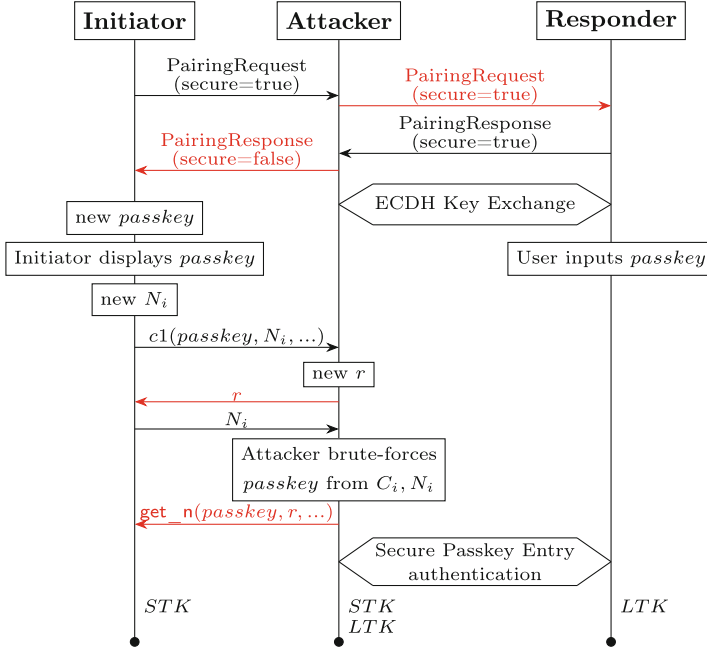 Initiator
Attacker
Responder
PairingRequest
(secure=true)
PairingRequest
(secure=true)
PairingResponse
(secure=true)
PairingResponse
(secure=false)
ECDH Key Exchange
new passkey
Initiator displays passkey
User inputs passkey
new N_i
c1(passkey, N_i, ...)
new r
r
N_i
Attacker brute-forces
passkey from C_i, N_i
get_n(passkey, r, ...)
Secure Passkey Entry
authentication
STK
STK
LTK
LTK